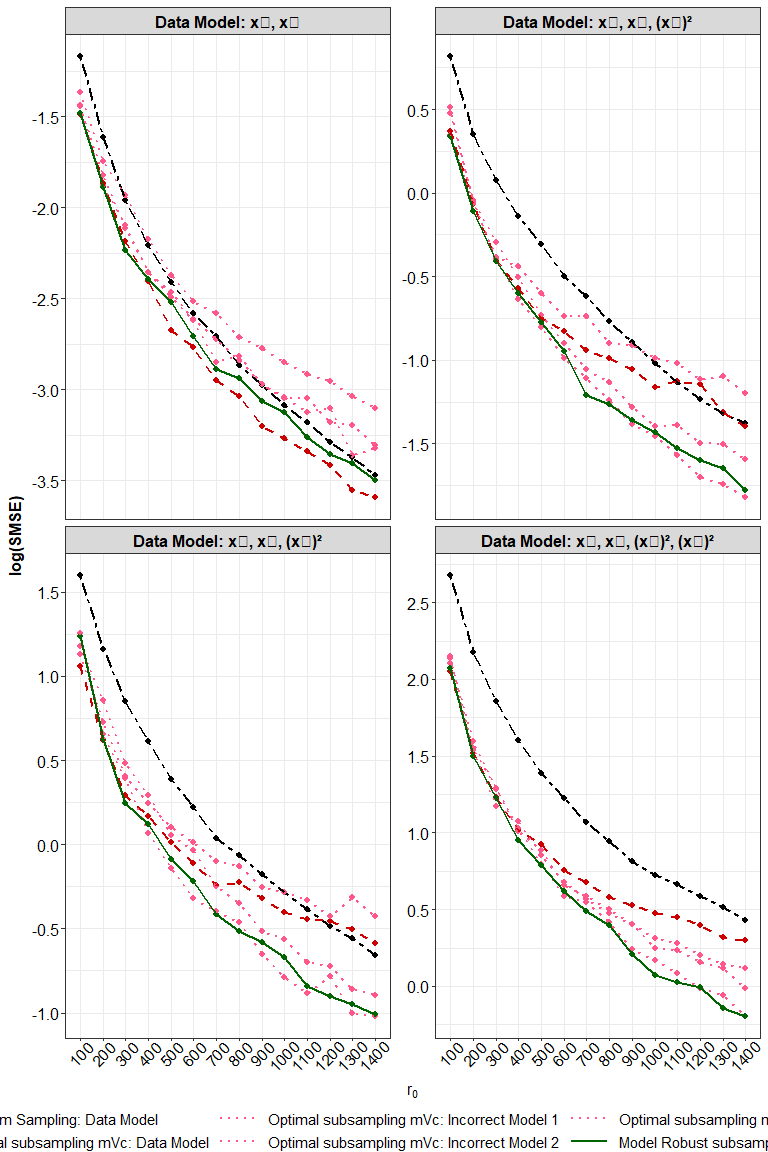 Data Model: x▯, x▯
Data Model: x▯, x▯, (x▯)²
-1.5
-2.0
-2.5
-3.0
-3.5
0.5
0.0
-0.5
-1.0
-1.5
log(SMSE)
Data Model: x▯, x▯, (x▯)²
Data Model: x▯, x▯, (x▯)², (x▯)²
1.5
1.0
0.5
0.0
-0.5
-1.0
2.5
2.0
1.5
1.0
0.5
0.0
100 200 300 400 500 600 700 800 900 1000 1100 1200 1300 1400
100 200 300 400 500 600 700 800 900 1000 1100 1200 1300 1400
r₀
m Sampling: Data Model Optimal subsampling mVc: Incorrect Model 1 Optimal subsampling m
al subsampling mVc: Data Model Optimal subsampling mVc: Incorrect Model 2 Model Robust subsamp